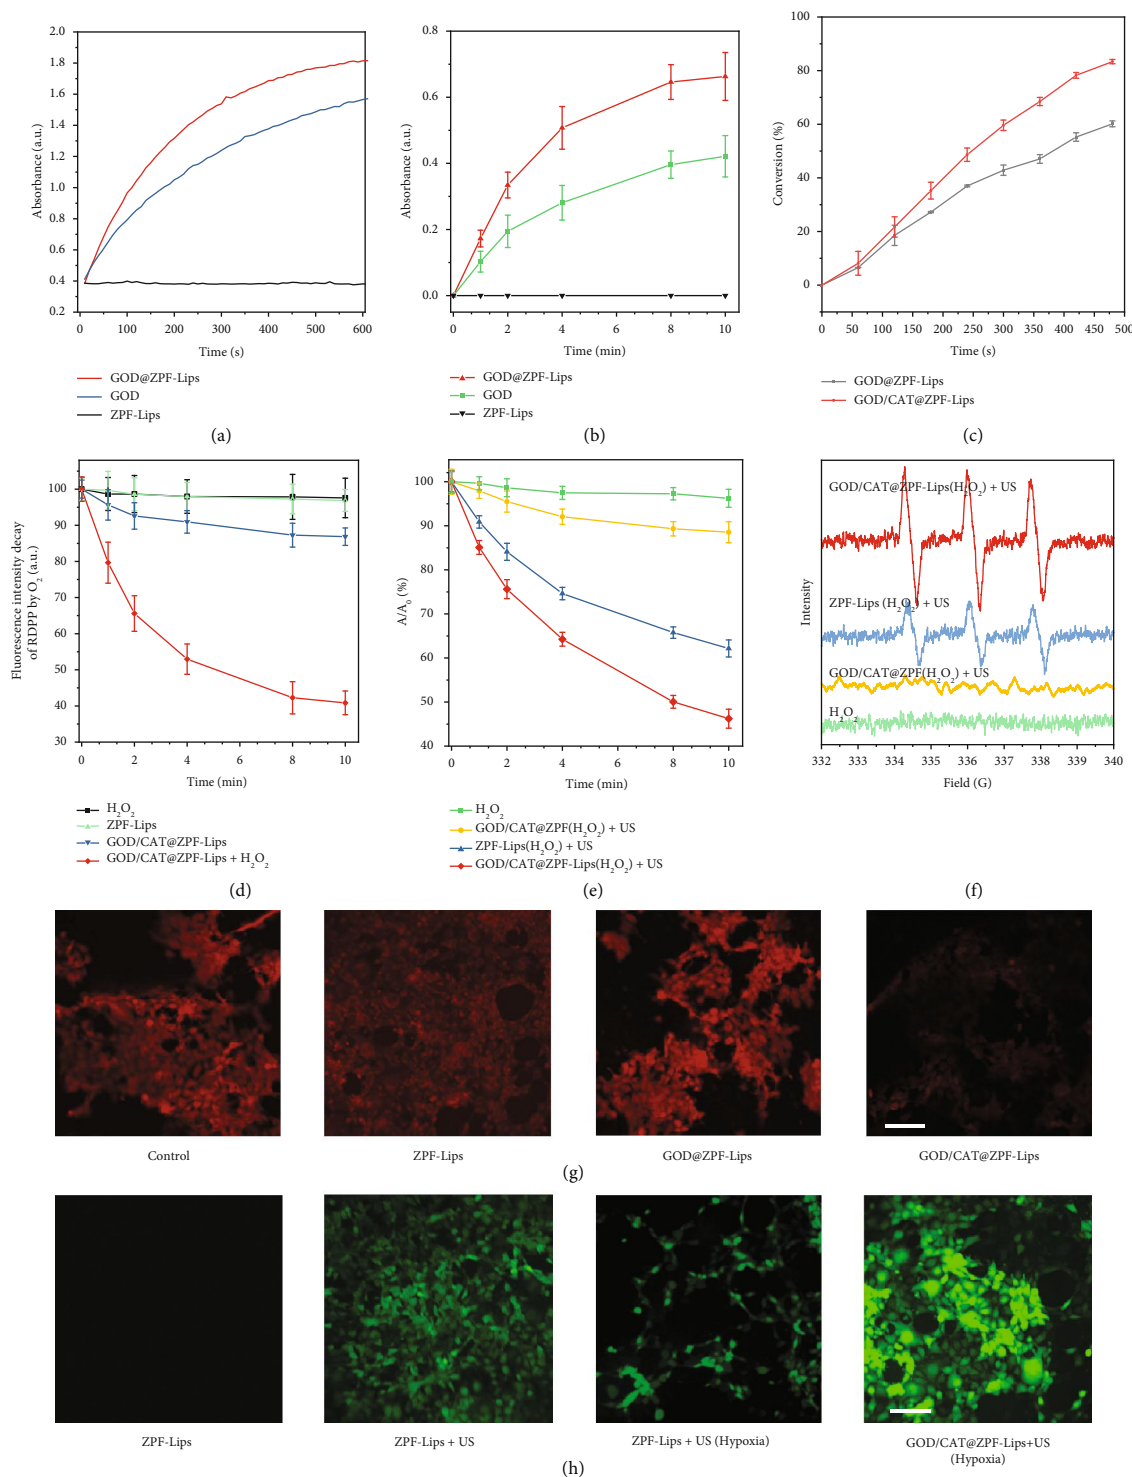 2.0
1.8
1.6
1.4
1.2
1.0
0.8
0.6
0.4
0.2
Absorbance (a.u.)
0 100 200 300 400 500 600
Time (s)
GOD@ZPF-Lips
GOD
ZPF-Lips
(a)
0.8
0.6
0.4
0.2
0.0
Absorbance (a.u.)
0 2 4 6 8 10
Time (min)
GOD@ZPF-Lips
GOD
ZPF-Lips
(b)
100
80
60
40
20
0
Conversion (%)
0 50 100 150 200 250 300 350 400 450 500
Time (s)
GOD@ZPF-Lips
GOD/CAT@ZPF-Lips
(c)
100
90
80
70
60
50
40
30
Fluorescence intensity decay
of RDPP by O₂ (a.u.)
0 2 4 6 8 10
Time (min)
H₂O₂
ZPF-Lips
GOD/CAT@ZPF-Lips
GOD/CAT@ZPF-Lips + H₂O₂
(d)
100
90
80
70
60
50
40
A/A₀ (%)
0 2 4 6 8 10
Time (min)
H₂O₂
GOD/CAT@ZPF(H₂O₂) + US
ZPF-Lips(H₂O₂) + US
GOD/CAT@ZPF-Lips(H₂O₂) + US
(e)
GOD/CAT@ZPF-Lips(H₂O₂) + US
ZPF-Lips (H₂O₂) + US
GOD/CAT@ZPF(H₂O₂) + US
H₂O₂
Intensity
332 333 334 335 336 337 338 339 340
Field (G)
(f)
Control
ZPF-Lips
GOD@ZPF-Lips
GOD/CAT@ZPF-Lips
(g)
ZPF-Lips
ZPF-Lips + US
ZPF-Lips + US (Hypoxia)
GOD/CAT@ZPF-Lips+US
(Hypoxia)
(h)